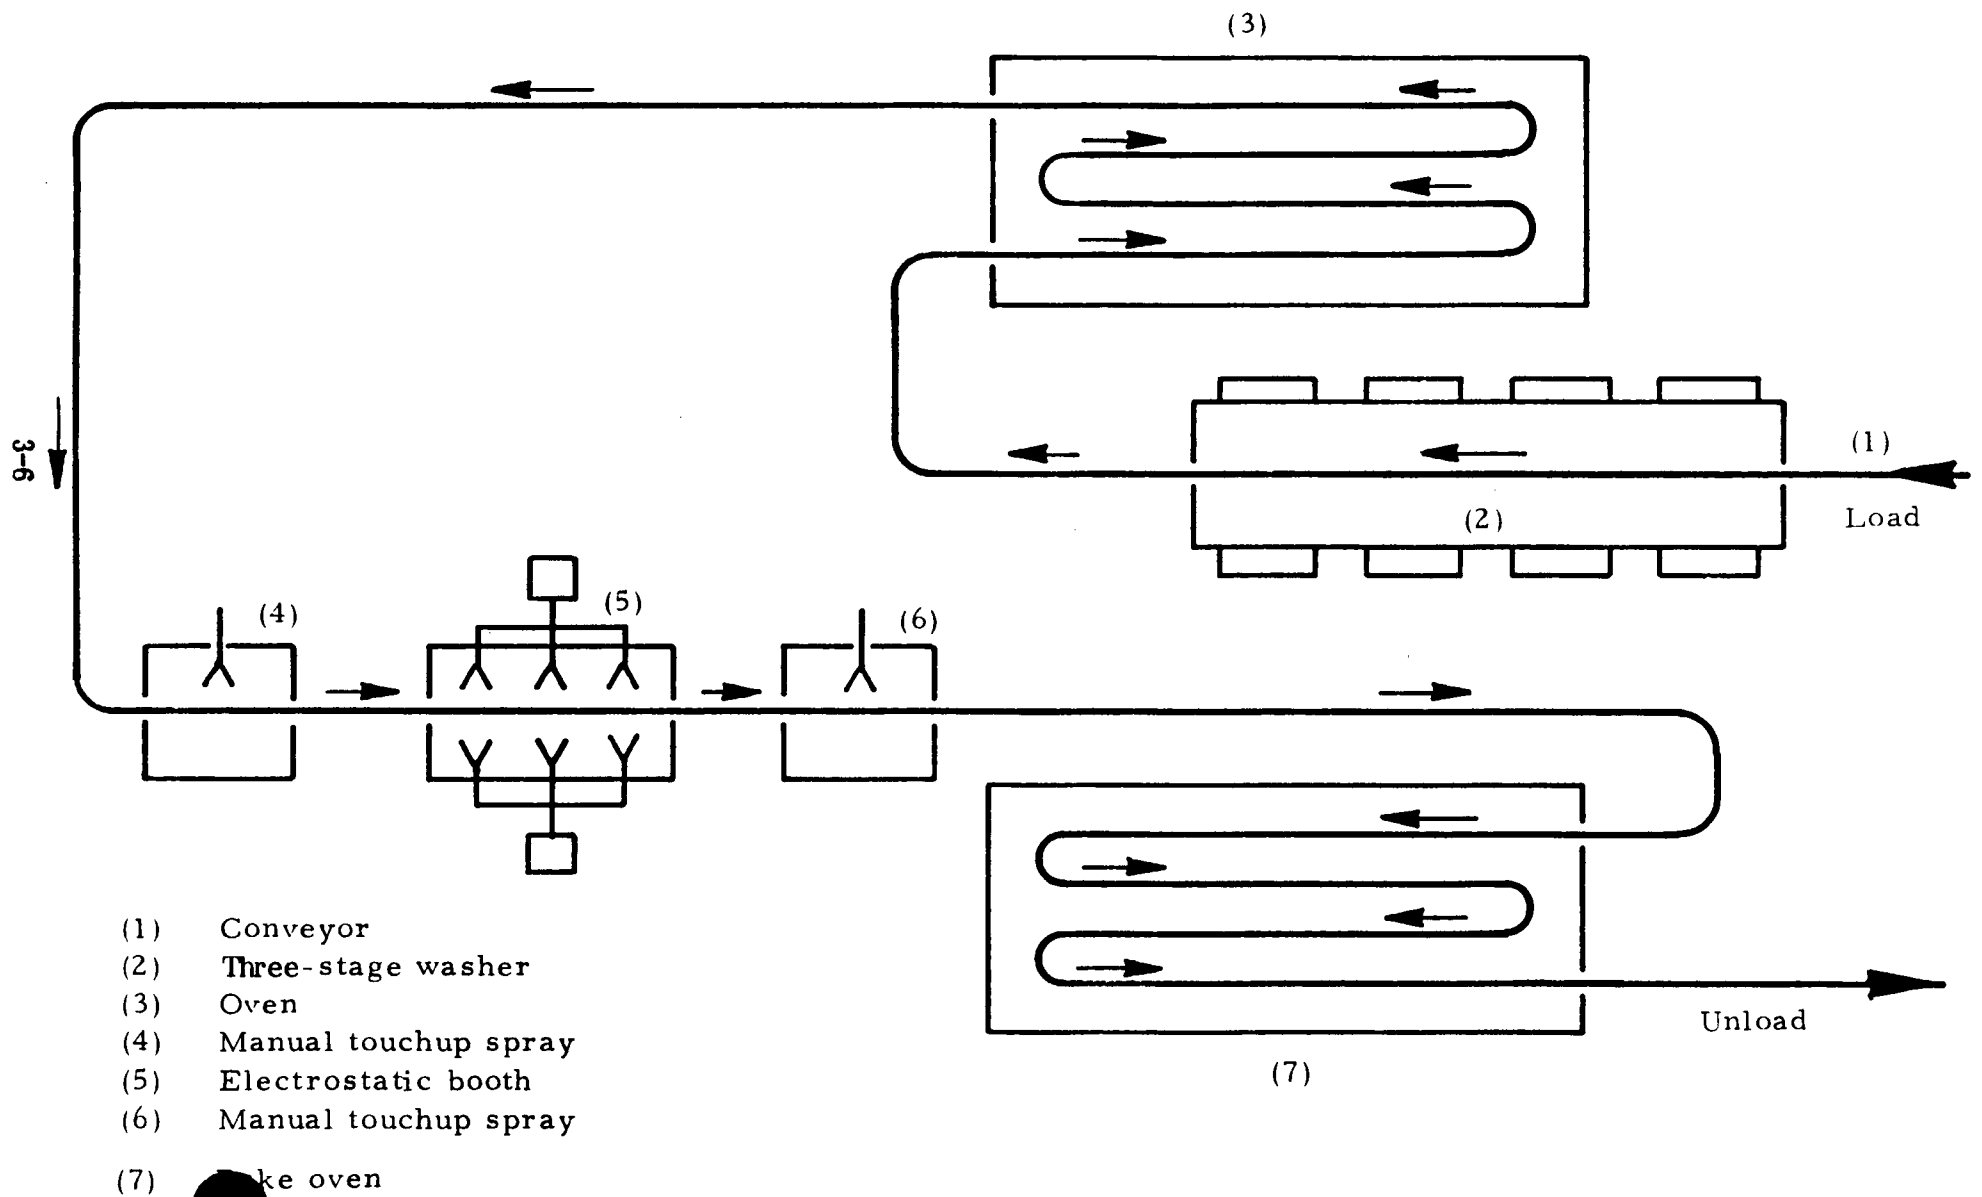 (3)
3-6
(1)
Load
(2)
(4)
(5)
(6)
Unload
(7)
(1) Conveyor
(2) Three-stage washer
(3) Oven
(4) Manual touchup spray
(5) Electrostatic booth
(6) Manual touchup spray
(7) oven